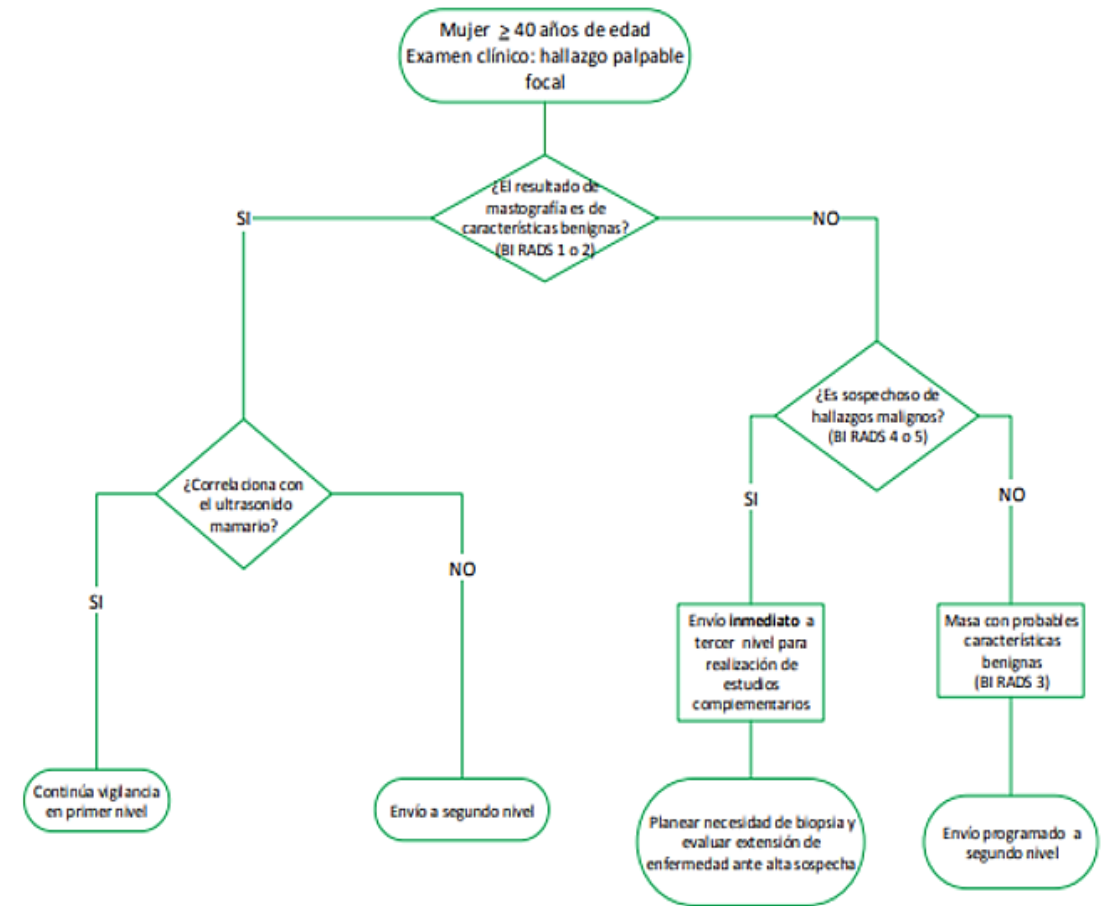 Mujer ≥ 40 años de edad
Examen clínico: hallazgo palpable
focal
¿El resultado de
mastografía es de
características benignas?
(BI RADS 1 o 2)
SI
NO
¿Es sospechoso de
hallazgos malignos?
(BI RADS 4 o 5)
¿Correlaciona con
el ultrasonido
mamario?
SI
NO
NO
SI
Envío inmediato a
tercer nivel para
realización de
estudios
complementarios
Masa con probables
características
benignas
(BI RADS 3)
Continúa vigilancia
en primer nivel
Envío a segundo nivel
Planear necesidad de biopsia y
evaluar extensión de
enfermedad ante alta sospecha
Envío programado a
segundo nivel